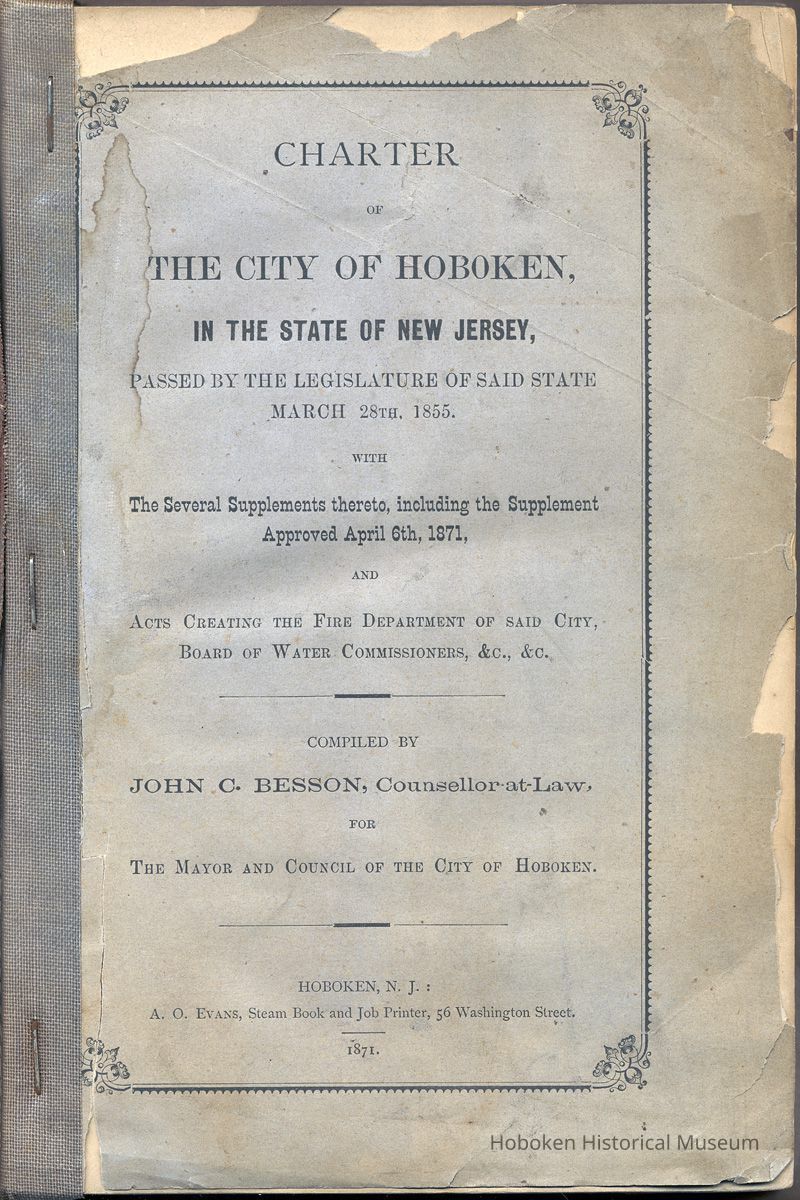 CHARTER
OF
THE CITY OF HOBOKEN,
IN THE STATE OF NEW JERSEY,
PASSED BY THE LEGISLATURE OF SAID STATE
MARCH 28TH, 1855.
WITH
The Several Supplements thereto, including the Supplement
Approved April 6th, 1871,
AND
ACTS CREATING THE FIRE DEPARTMENT OF SAID CITY,
BOARD OF WATER COMMISSIONERS, &C., &C.
COMPILED BY
JOHN C. BESSON, Counsellor-at-Law,
FOR
THE MAYOR AND COUNCIL OF THE CITY OF HOBOKEN.
HOBOKEN, N. J. :
A. O. EVANS, Steam Book and Job Printer, 56 Washington Street.
1871.
Hoboken Historical Museum